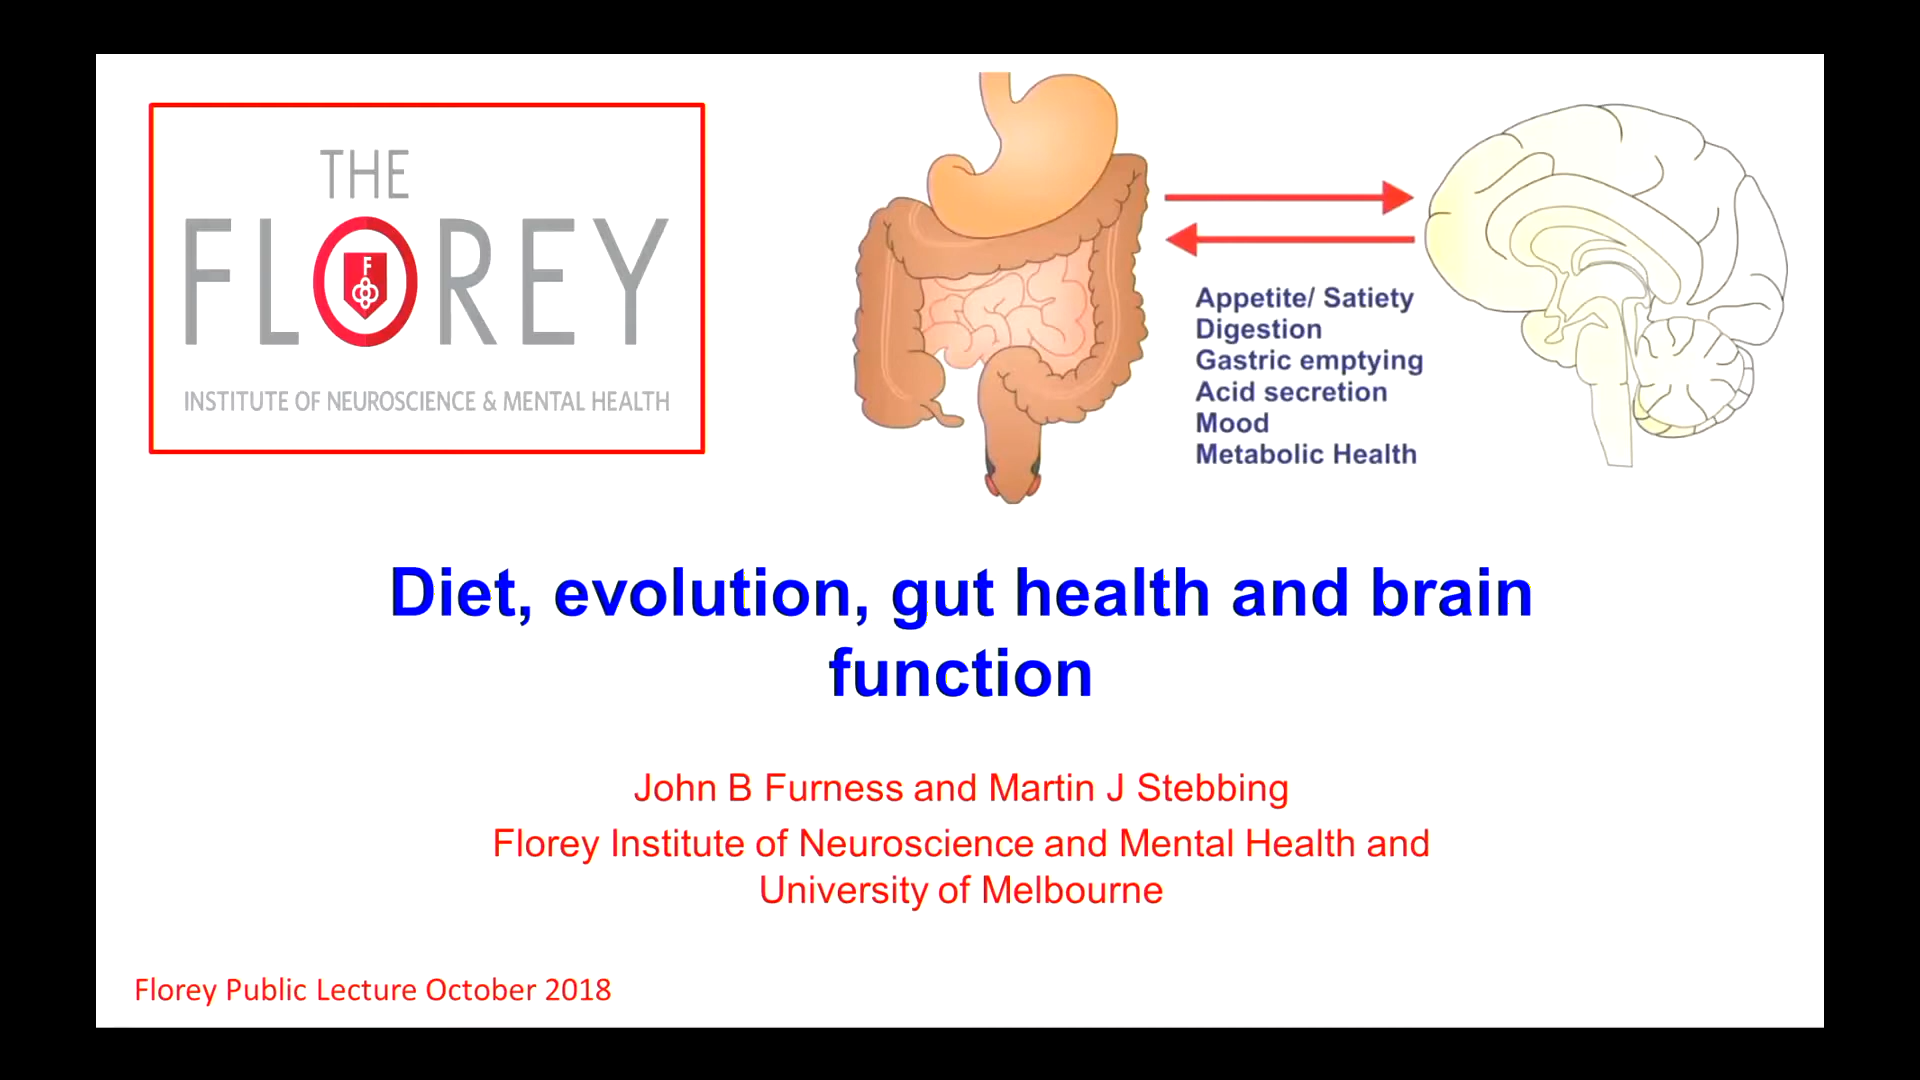 THE
FLOREY
INSTITUTE OF NEUROSCIENCE & MENTAL HEALTH
Appetite/ Satiety
Digestion
Gastric emptying
Acid secretion
Mood
Metabolic Health
Diet, evolution, gut health and brain
function
John B Furness and Martin J Stebbing
Florey Institute of Neuroscience and Mental Health and
University of Melbourne
Florey Public Lecture October 2018